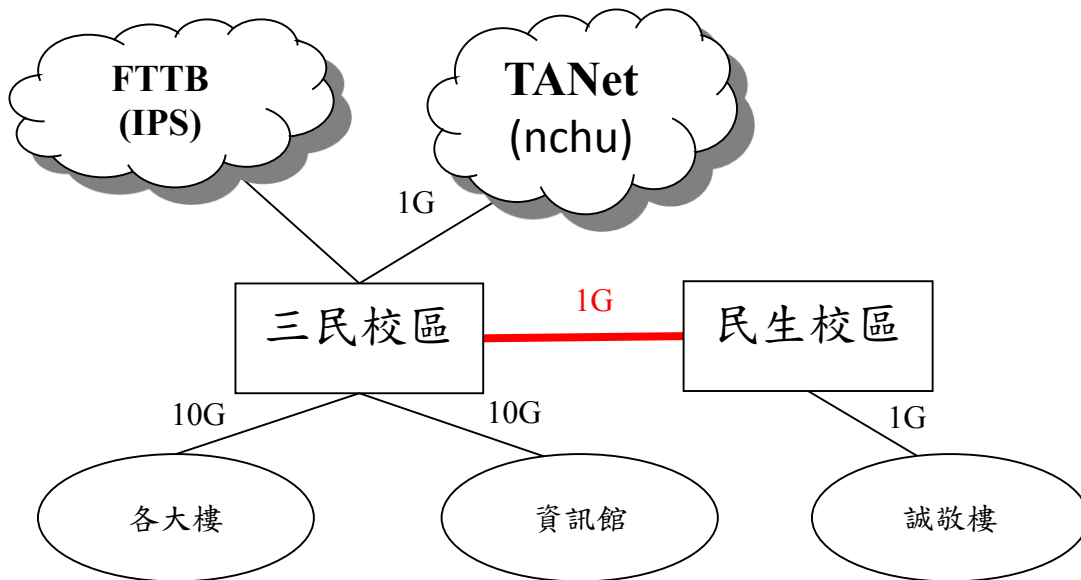 FTTB
(IPS)
TANet
(nchu)
1G
三民校區
1G
民生校區
10G
10G
1G
各大樓
資訊館
誠敬樓